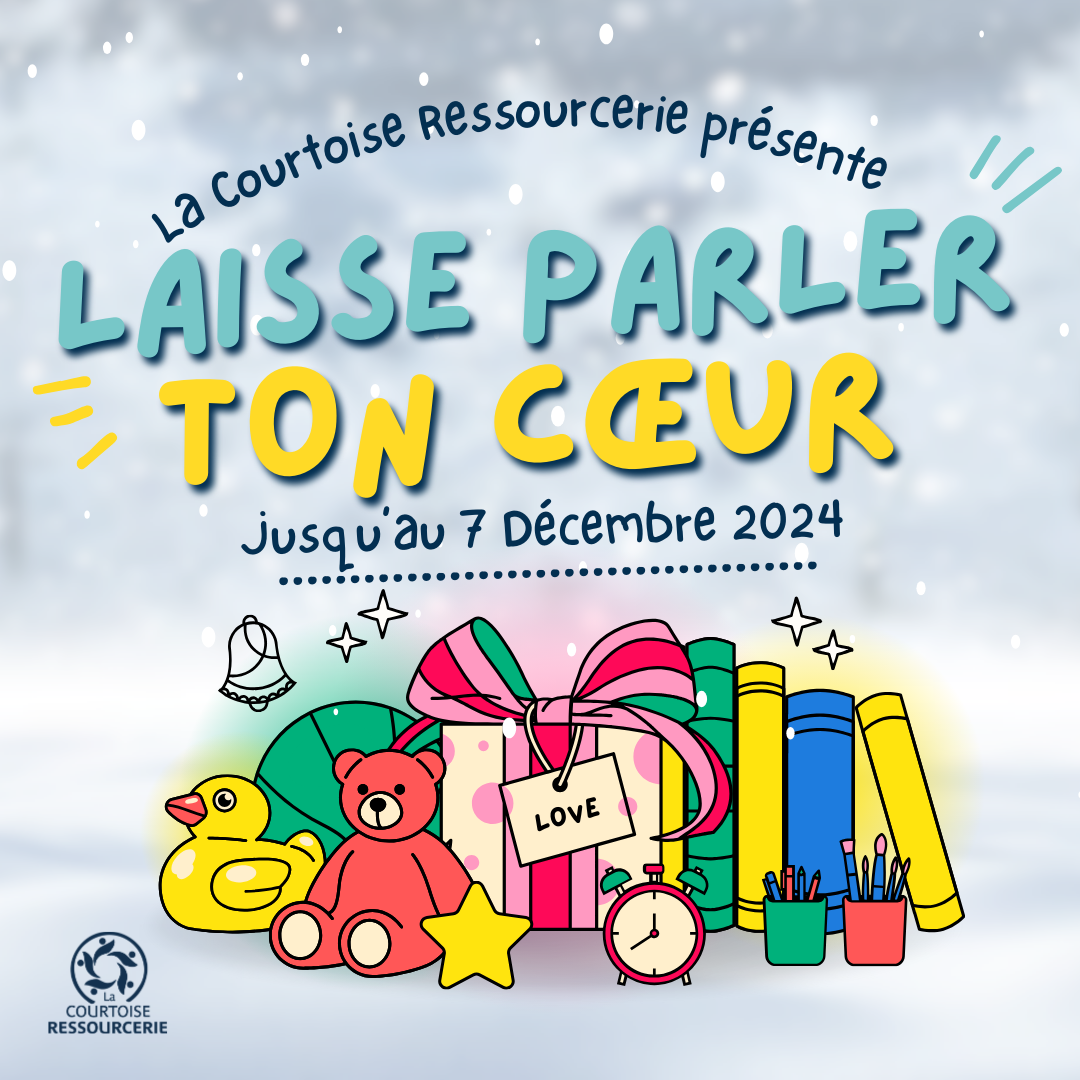 La Courtoise Ressourcerie présente
LAISSE PARLER
TON CŒUR
jusqu'au 7 Décembre 2024
LOVE
La
COURTOISE
RESSOURCERIE